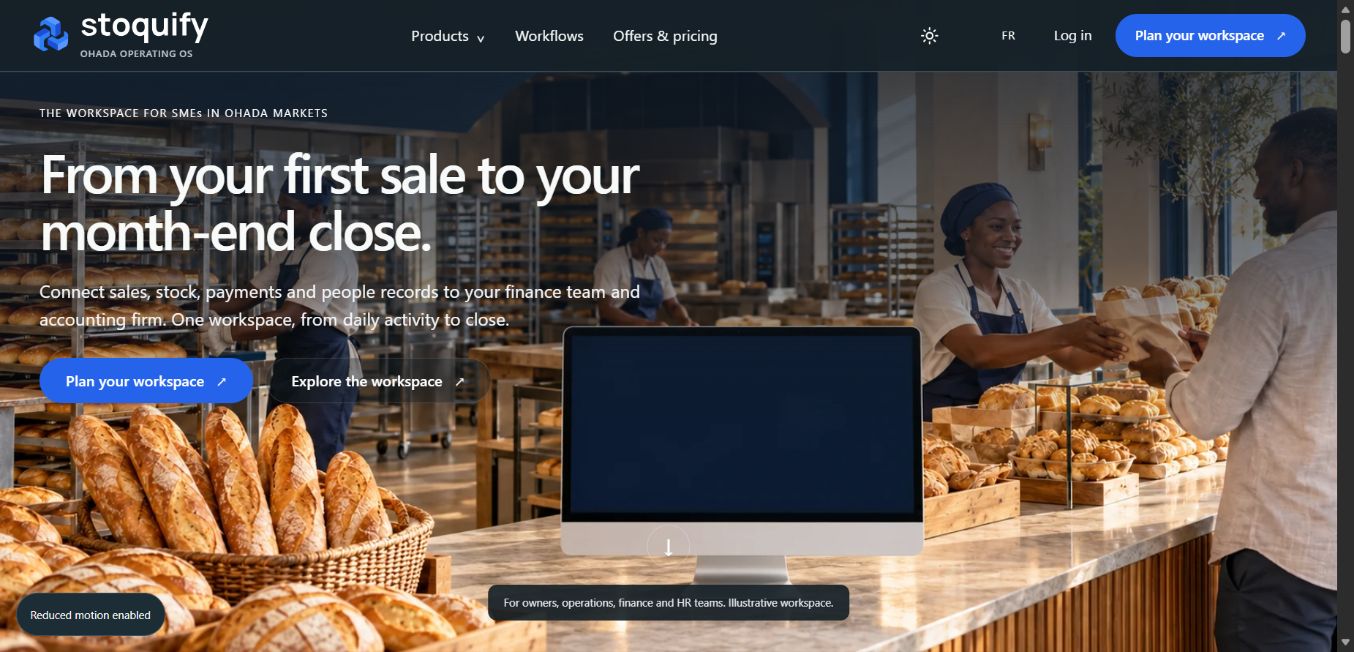 stoquify
OHADA OPERATING OS
Products
Workflows
Offers & pricing
FR
Log in
Plan your workspace ↗
THE WORKSPACE FOR SMEs IN OHADA MARKETS
From your first sale to your
month-end close.
Connect sales, stock, payments and people records to your finance team and
accounting firm. One workspace, from daily activity to close.
Plan your workspace ↗
Explore the workspace ↗
↓
For owners, operations, finance and HR teams. Illustrative workspace.
Reduced motion enabled